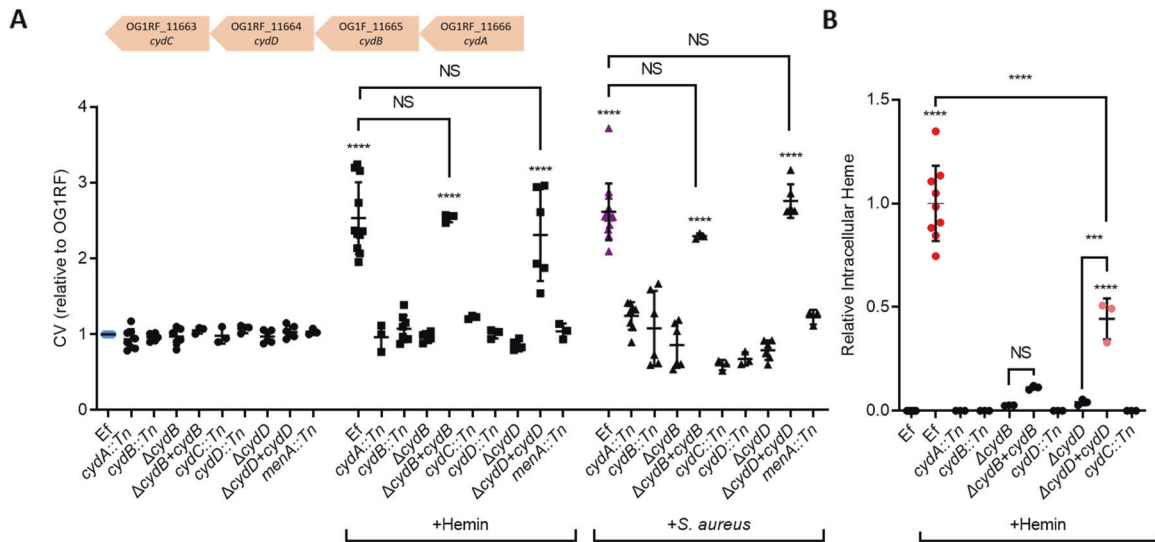 A
OG1RF_11663
cydC
OG1RF_11664
cydD
OG1F_11665
cydB
OG1RF_11666
cydA
CV (relative to OG1RF)
4
3
2
1
0
NS
NS
****
****
****
NS
NS
****
****
****
Ef
cydA::Tn
cydB::Tn
ΔcydB
ΔcydB+cydB
cydC::Tn
cydD::Tn
ΔcydD
ΔcydD+cydD
menA::Tn
Ef
cydA::Tn
cydB::Tn
ΔcydB
ΔcydB+cydB
cydC::Tn
cydD::Tn
ΔcydD
ΔcydD+cydD
menA::Tn
Ef
cydA::Tn
cydB::Tn
ΔcydB
ΔcydB+cydB
cydC::Tn
cydD::Tn
ΔcydD
ΔcydD+cydD
menA::Tn
+Hemin
+S. aureus
B
Relative Intracellular Heme
1.5
1.0
0.5
0.0
****
****
NS
***
****
Ef
Ef
cydA::Tn
cydB::Tn
ΔcydB
ΔcydB+cydB
cydD::Tn
ΔcydD
ΔcydD+cydD
cydC::Tn
+Hemin